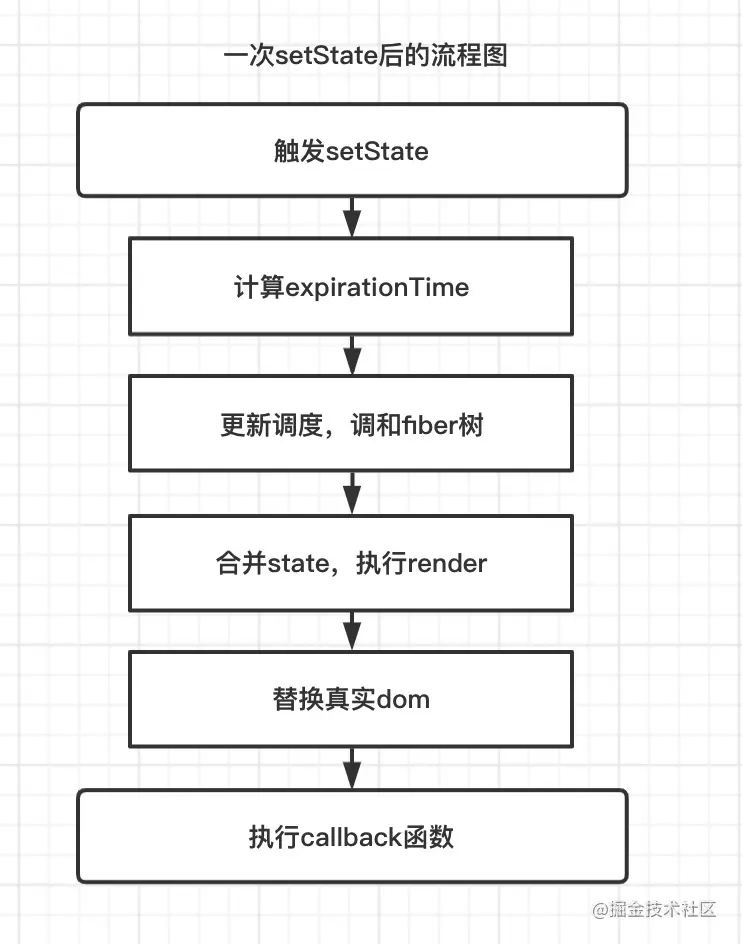 一次setState后的流程图
触发setState
计算expirationTime
更新调度，调和fiber树
合并state，执行render
替换真实dom
执行callback函数
@掘金技术社区